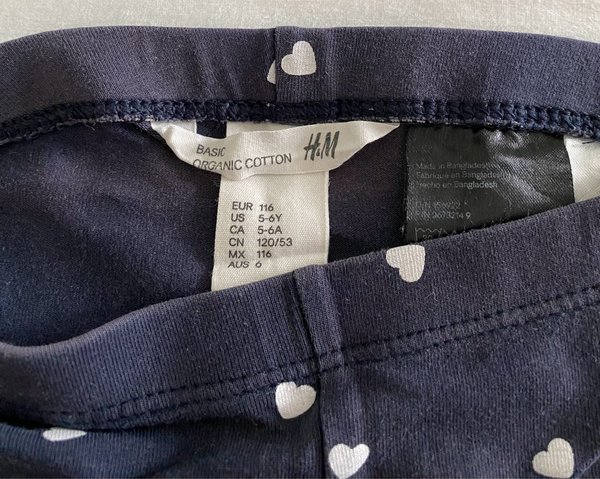 BASIC
ORGANIC COTTON
H&M
EUR 116
US 5-6Y
CA 5-6A
CN 120/53
MX 116
AUS 6
Made in Bangladesh
Fabriqué en Bangladesh
Hecho en Bangladesh